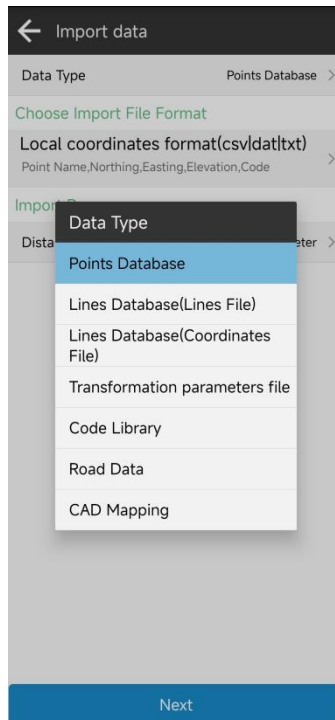 Import data
Data Type Points Database
Choose Import File Format
Local coordinates format(csv|dat|txt)
Point Name,Northing,Easting,Elevation,Code
Data Type
Points Database
Lines Database(Lines File)
Lines Database(Coordinates
File)
Transformation parameters file
Code Library
Road Data
CAD Mapping
Next